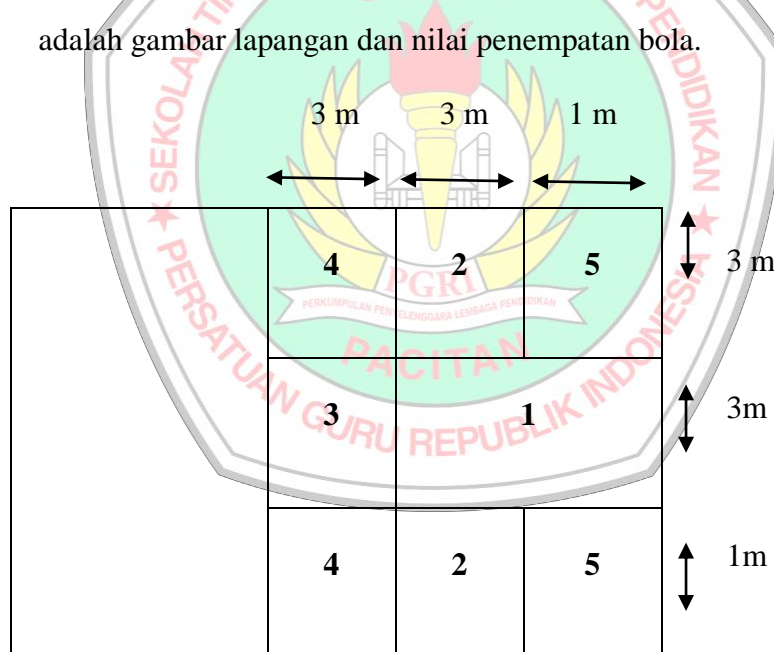 adalah gambar lapangan dan nilai penempatan bola.
3 m 3 m 1 m
4 2 5 3 m
3 1 3m
4 2 5 1m
PGRI
PERKUMPULAN PENYELENGGARA LEMBAGA PENDIDIKAN
PACITAN
PERSATUAN GURU REPUBLIK INDONESIA
SEKOLAH
PENDIDIKAN